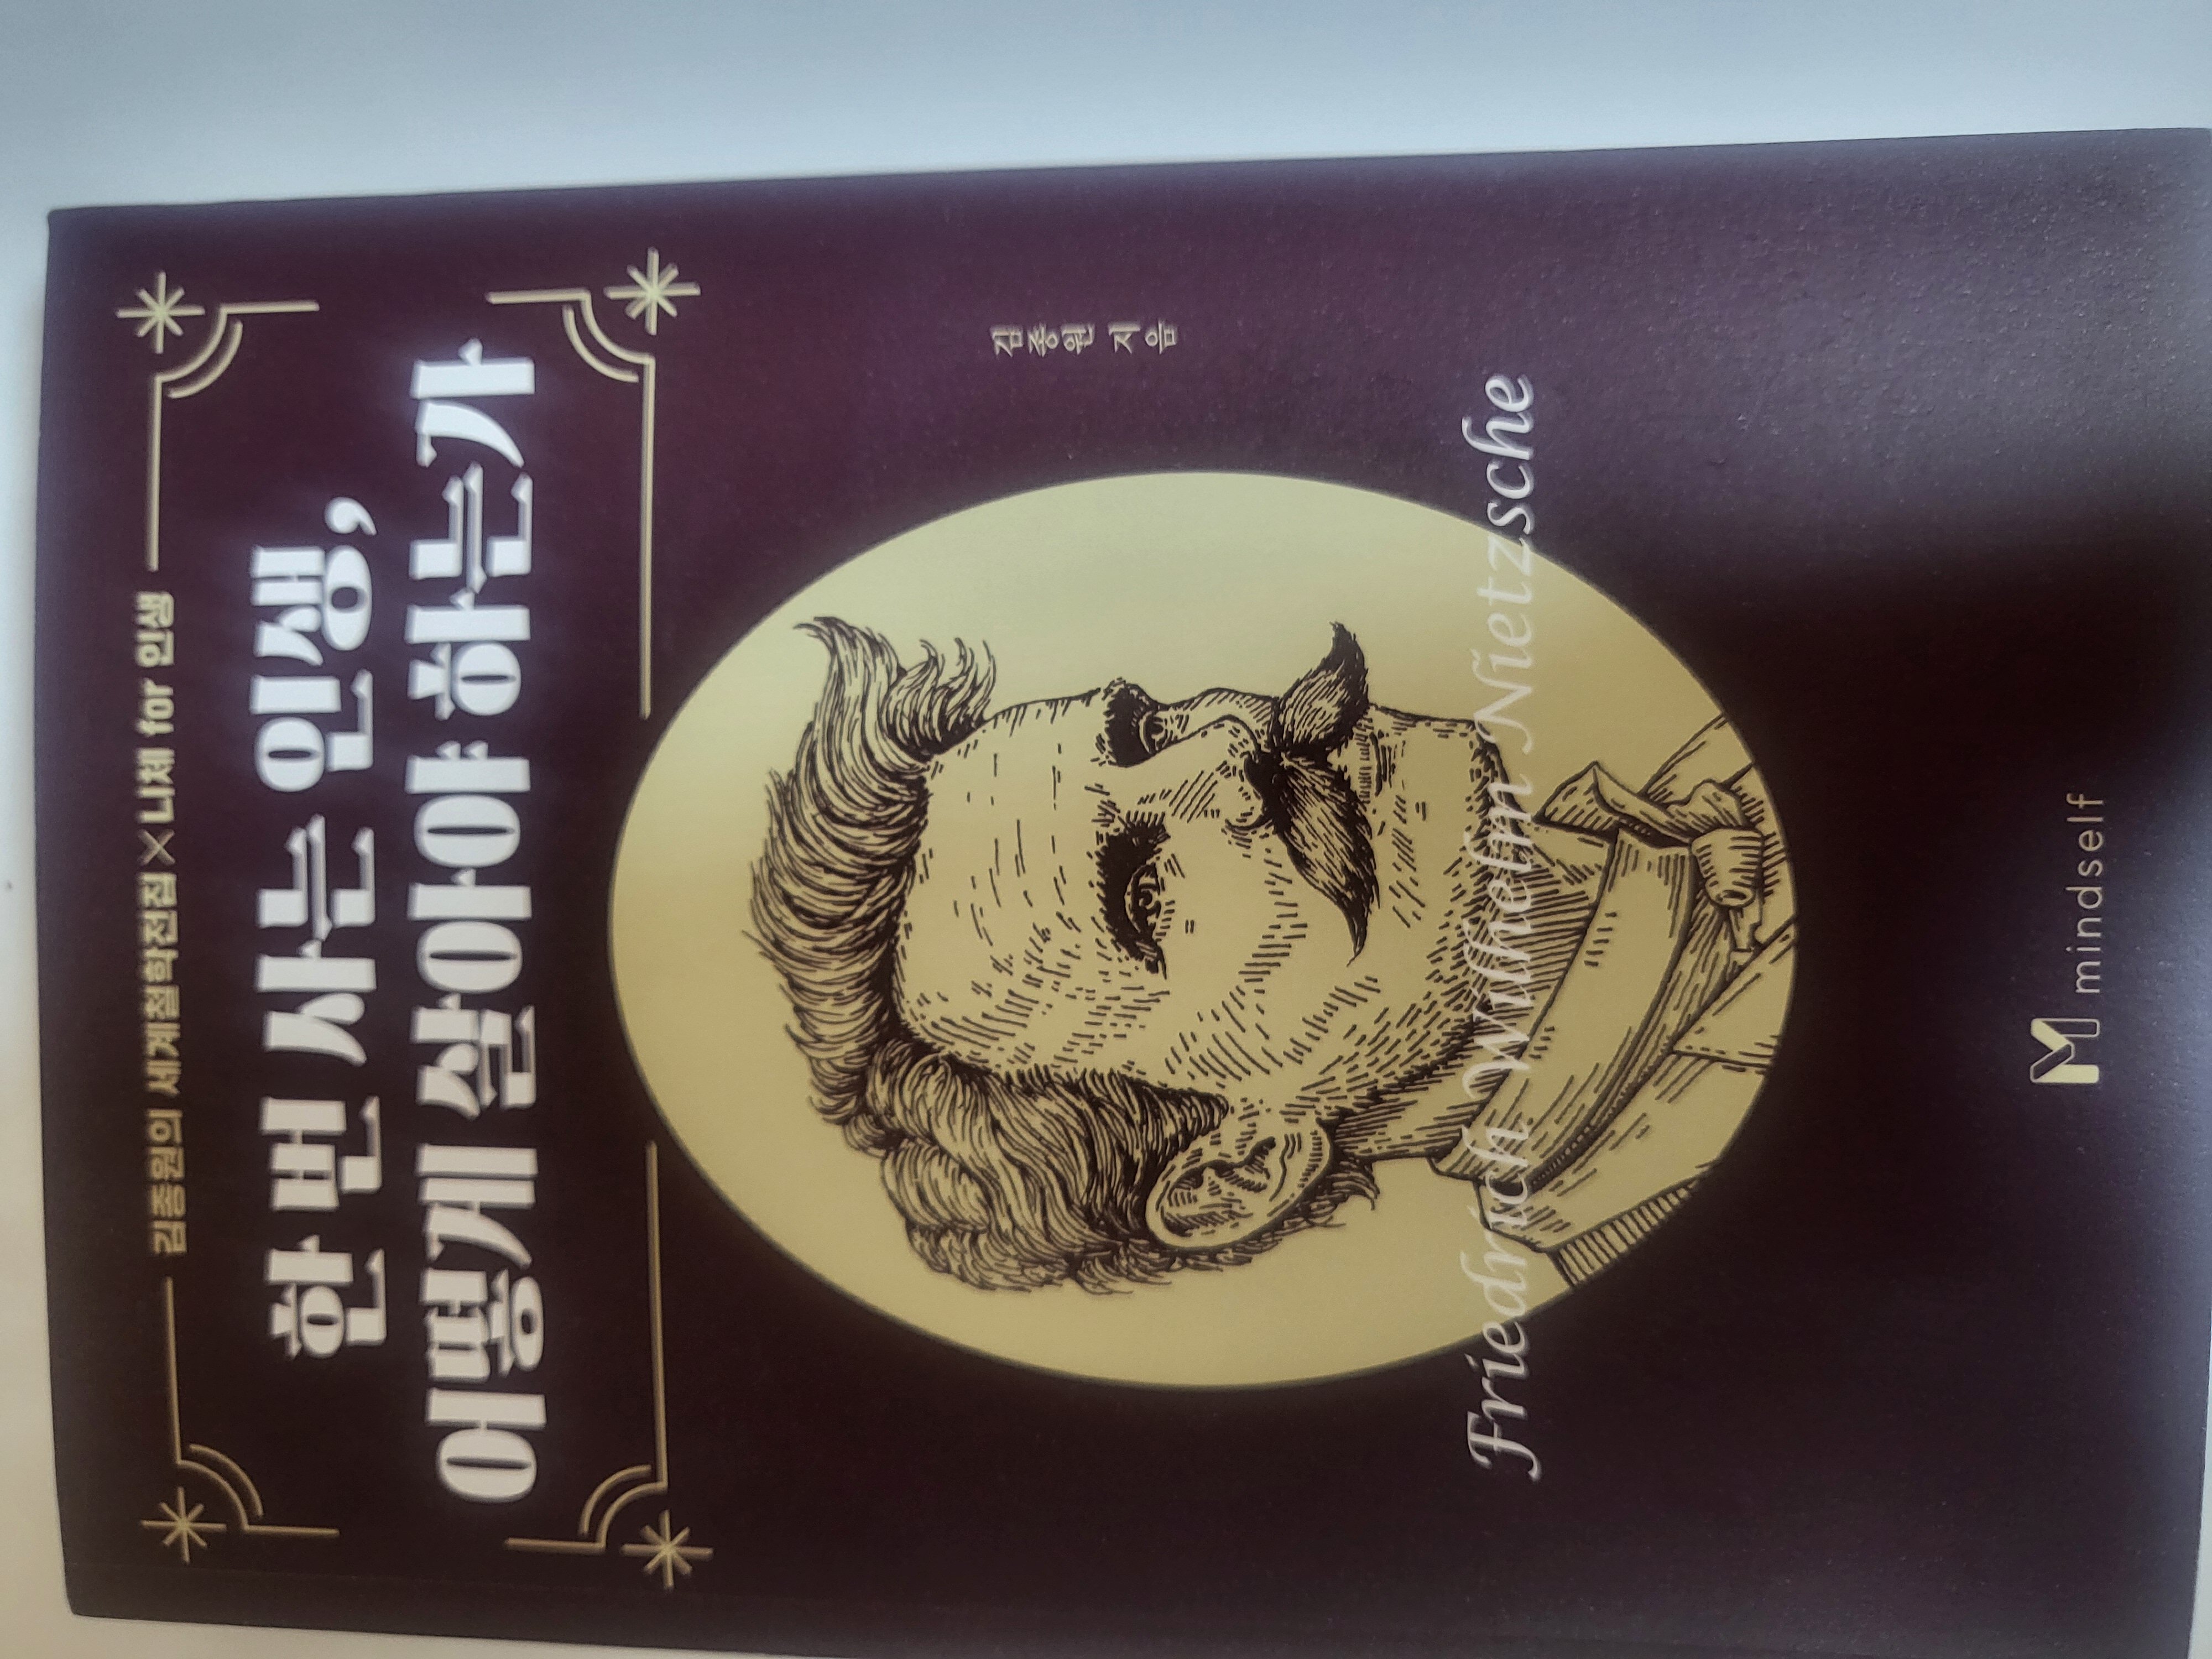 김종원의 세계철학전집×니체 for 인생
한 번 사는 인생,
어떻게 살아야 하는가
김종원 지음
Friedrich Wilhelm Nietzsche
M mindself